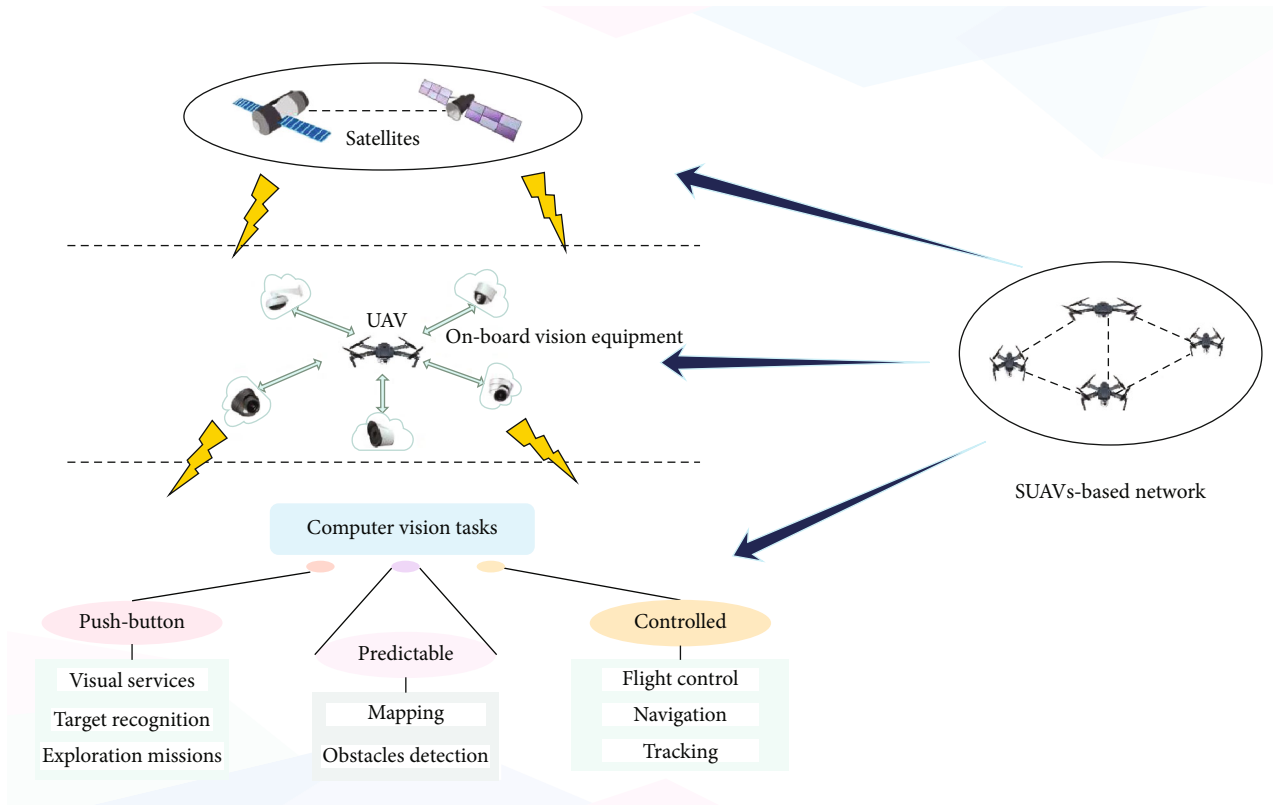 Satellites
UAV
On-board vision equipment
SUAVs-based network
Computer vision tasks
Push-button
Visual services
Target recognition
Exploration missions
Predictable
Mapping
Obstacles detection
Controlled
Flight control
Navigation
Tracking